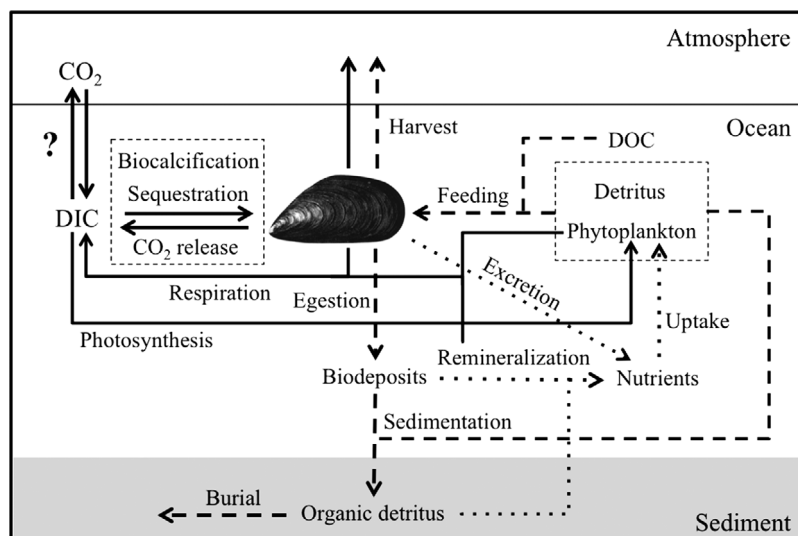 Atmosphere
CO₂
Harvest
Ocean
?
DOC
Biocalcification
Sequestration
Feeding
Detritus
DIC
Phytoplankton
CO₂ release
Excretion
Respiration
Egestion
Uptake
Photosynthesis
Remineralization
Biodeposits
Nutrients
Sedimentation
Burial
Organic detritus
Sediment